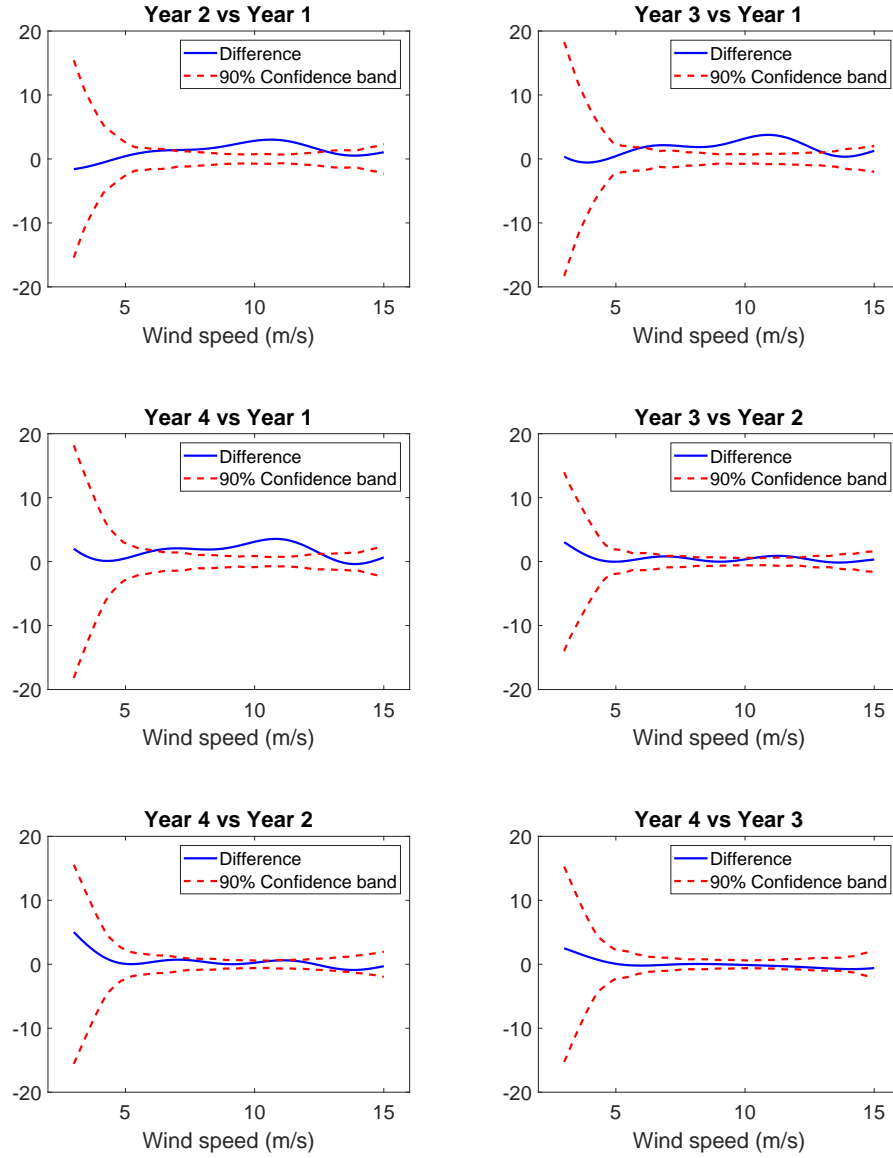 Year 2 vs Year 1
20
10
0
-10
-20
Difference
90% Confidence band
5
10
15
Wind speed (m/s)
Year 3 vs Year 1
20
10
0
-10
-20
Difference
90% Confidence band
5
10
15
Wind speed (m/s)
Year 4 vs Year 1
20
10
0
-10
-20
Difference
90% Confidence band
5
10
15
Wind speed (m/s)
Year 3 vs Year 2
20
10
0
-10
-20
Difference
90% Confidence band
5
10
15
Wind speed (m/s)
Year 4 vs Year 2
20
10
0
-10
-20
Difference
90% Confidence band
5
10
15
Wind speed (m/s)
Year 4 vs Year 3
20
10
0
-10
-20
Difference
90% Confidence band
5
10
15
Wind speed (m/s)